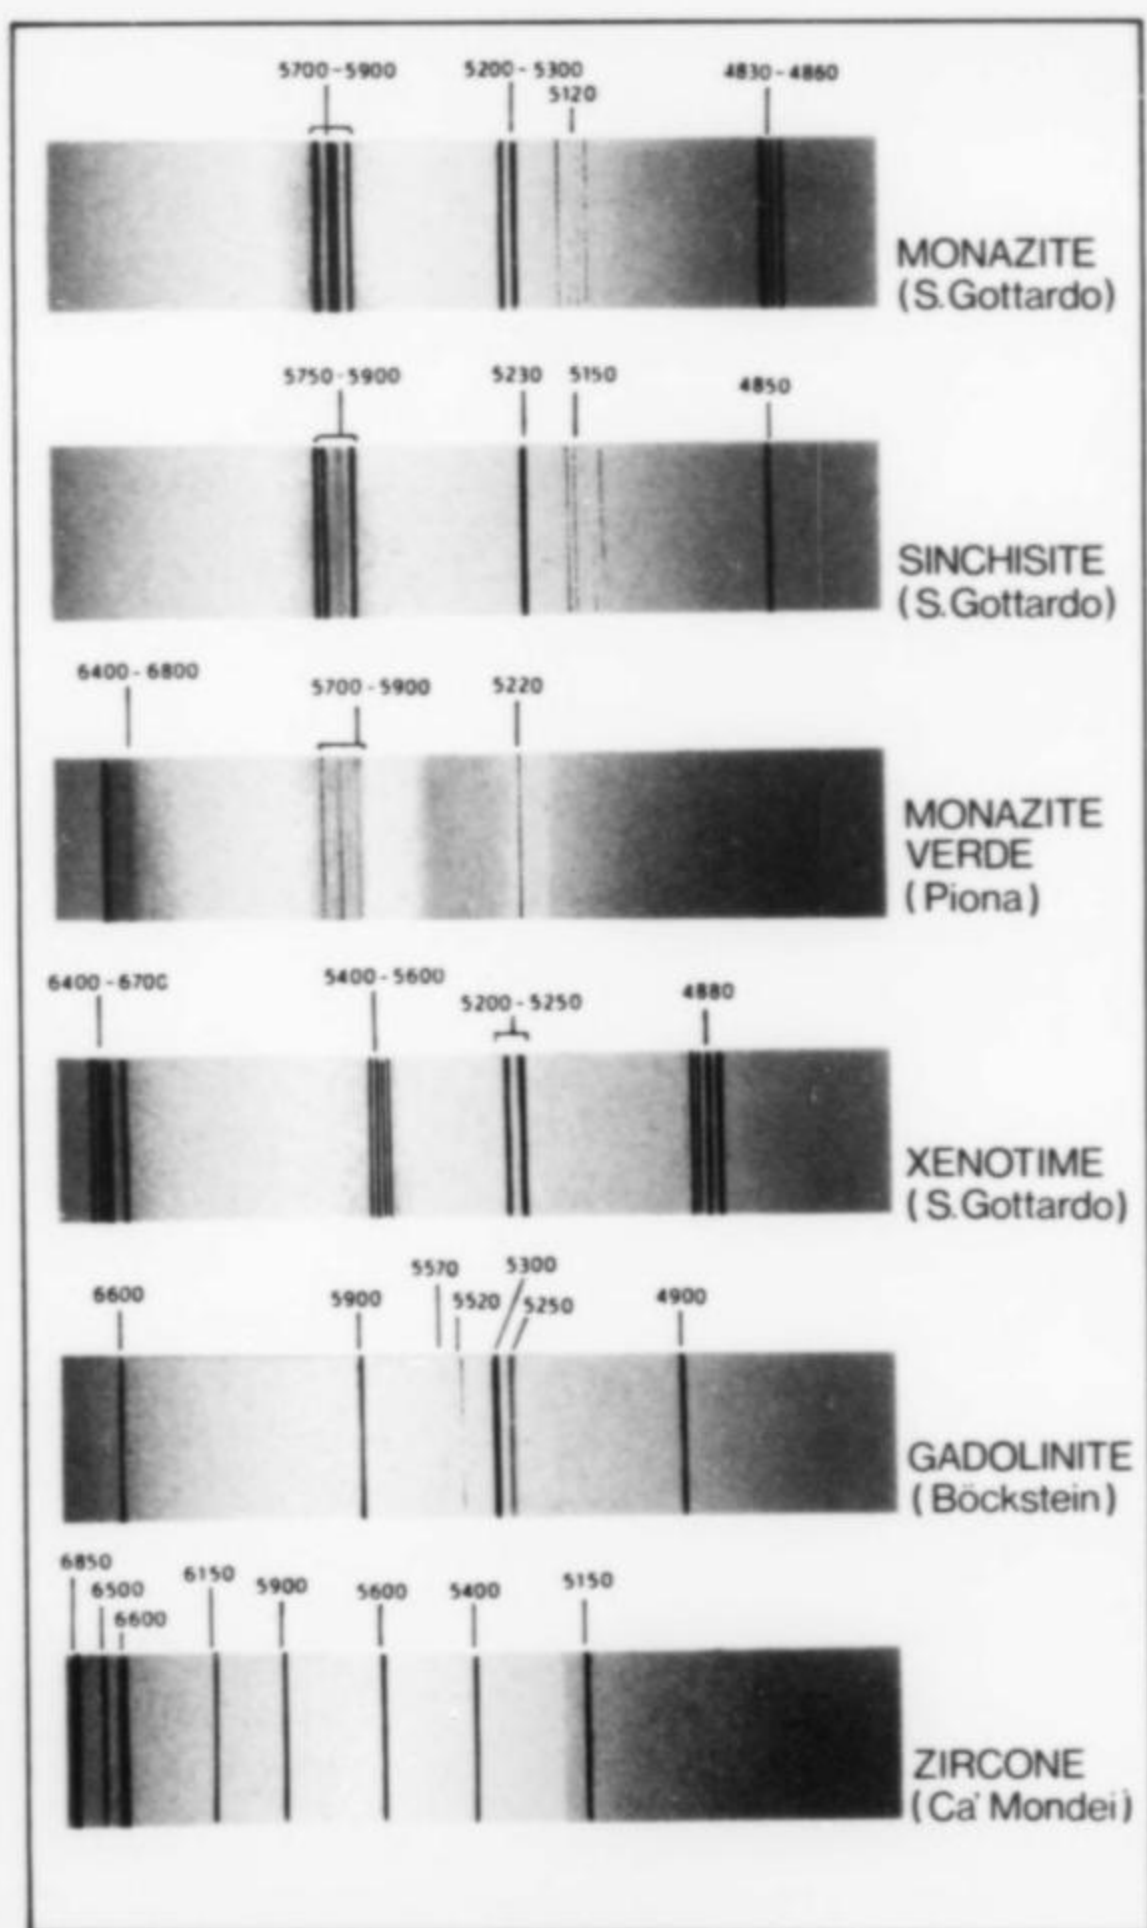 5700-5900 5200-5300 4830-4860
5120
MONAZITE
(S.Gottardo)
5750-5900 5230 5150 4850
SINCHISITE
(S.Gottardo)
6400-6800 5700-5900 5220
MONAZITE
VERDE
(Piona)
6400-6700 5400-5600 5200-5250 4880
XENOTIME
(S.Gottardo)
5570 5300
6600 5900 5520 5250 4900
GADOLINITE
(Böckstein)
6850 6150 5900 5600 5400 5150
6500
6600
ZIRCONE
(Ca' Mondei)